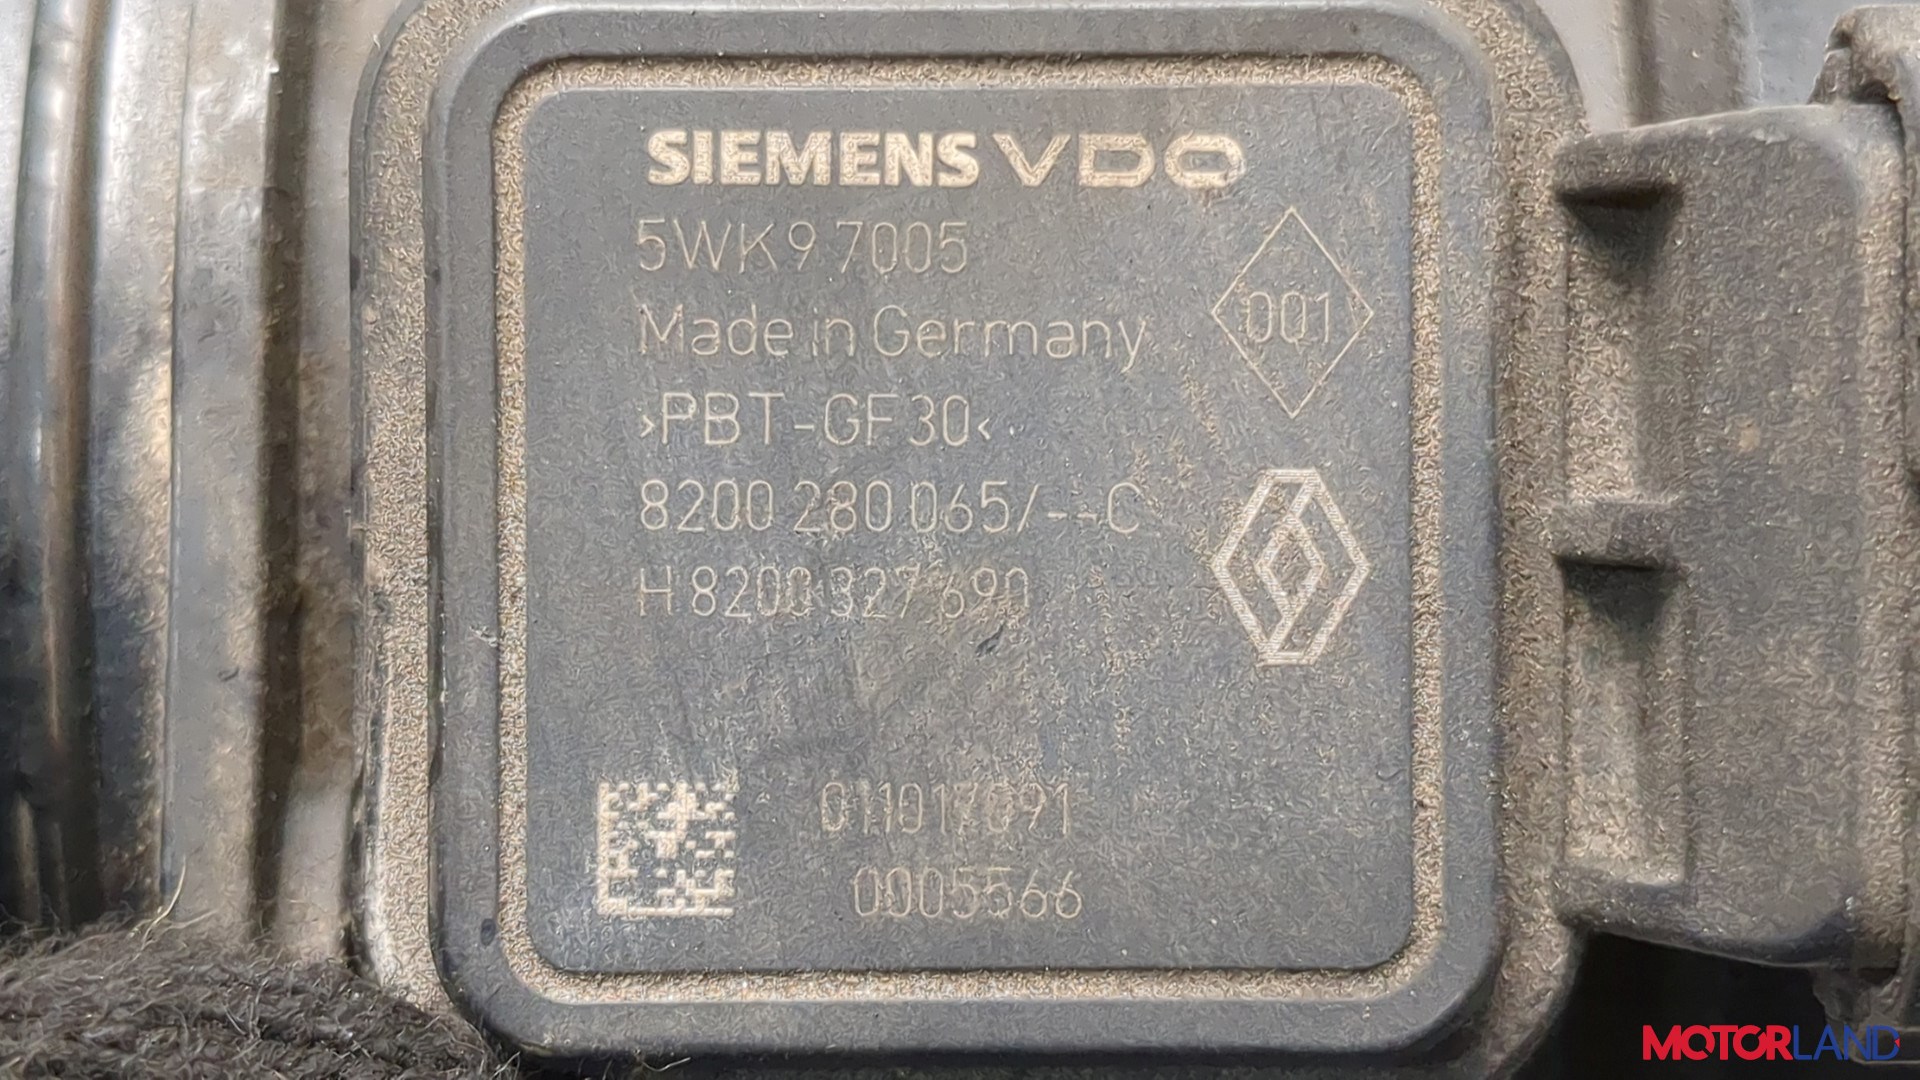 SIEMENS VDO
5WK9 7005
001
Made in Germany
>PBT-GF30<
8200 280 065/--C
H 8200 327 690
011017091
0005566
MOTORLAND